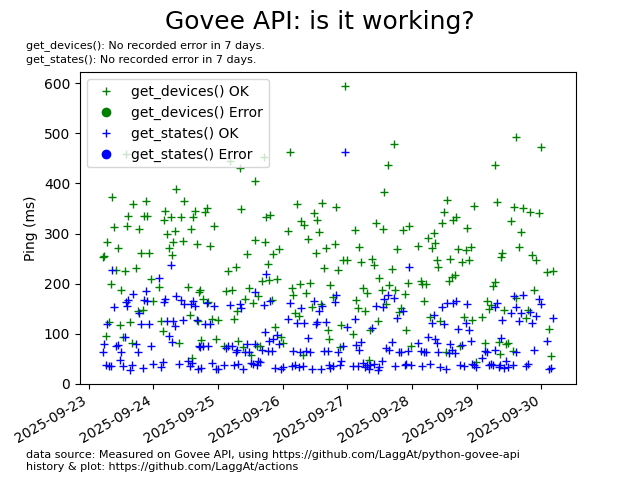 Govee API: is it working?
get_devices(): No recorded error in 7 days.
get_states(): No recorded error in 7 days.
get_devices() OK
get_devices() Error
get_states() OK
get_states() Error
Ping (ms)
600
500
400
300
200
100
0
2025-09-23
2025-09-24
2025-09-25
2025-09-26
2025-09-27
2025-09-28
2025-09-29
2025-09-30
data source: Measured on Govee API, using https://github.com/LaggAt/python-govee-api
history & plot: https://github.com/LaggAt/actions